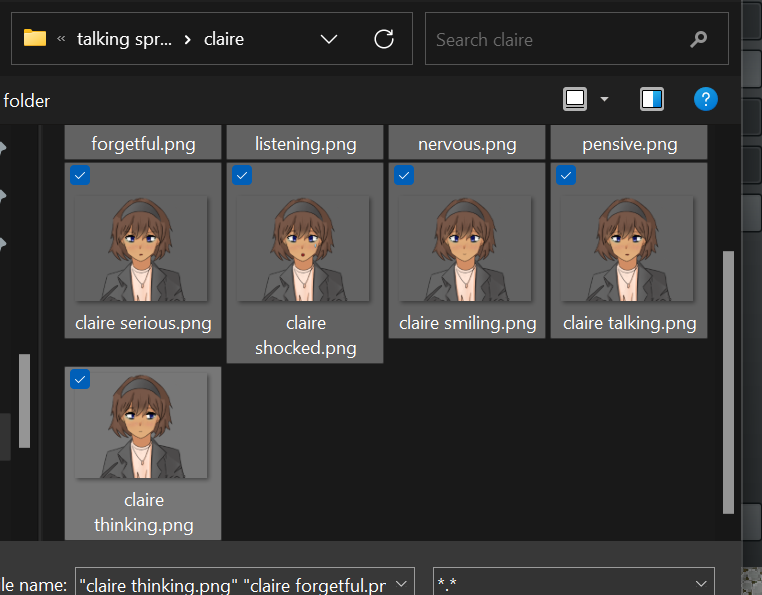 « talking spr... > claire
Search claire
folder
?
forgetful.png
listening.png
nervous.png
pensive.png
claire serious.png
claire
shocked.png
claire smiling.png
claire talking.png
claire
thinking.png
le name:
"claire thinking.png" "claire forgetful.pr
*.*